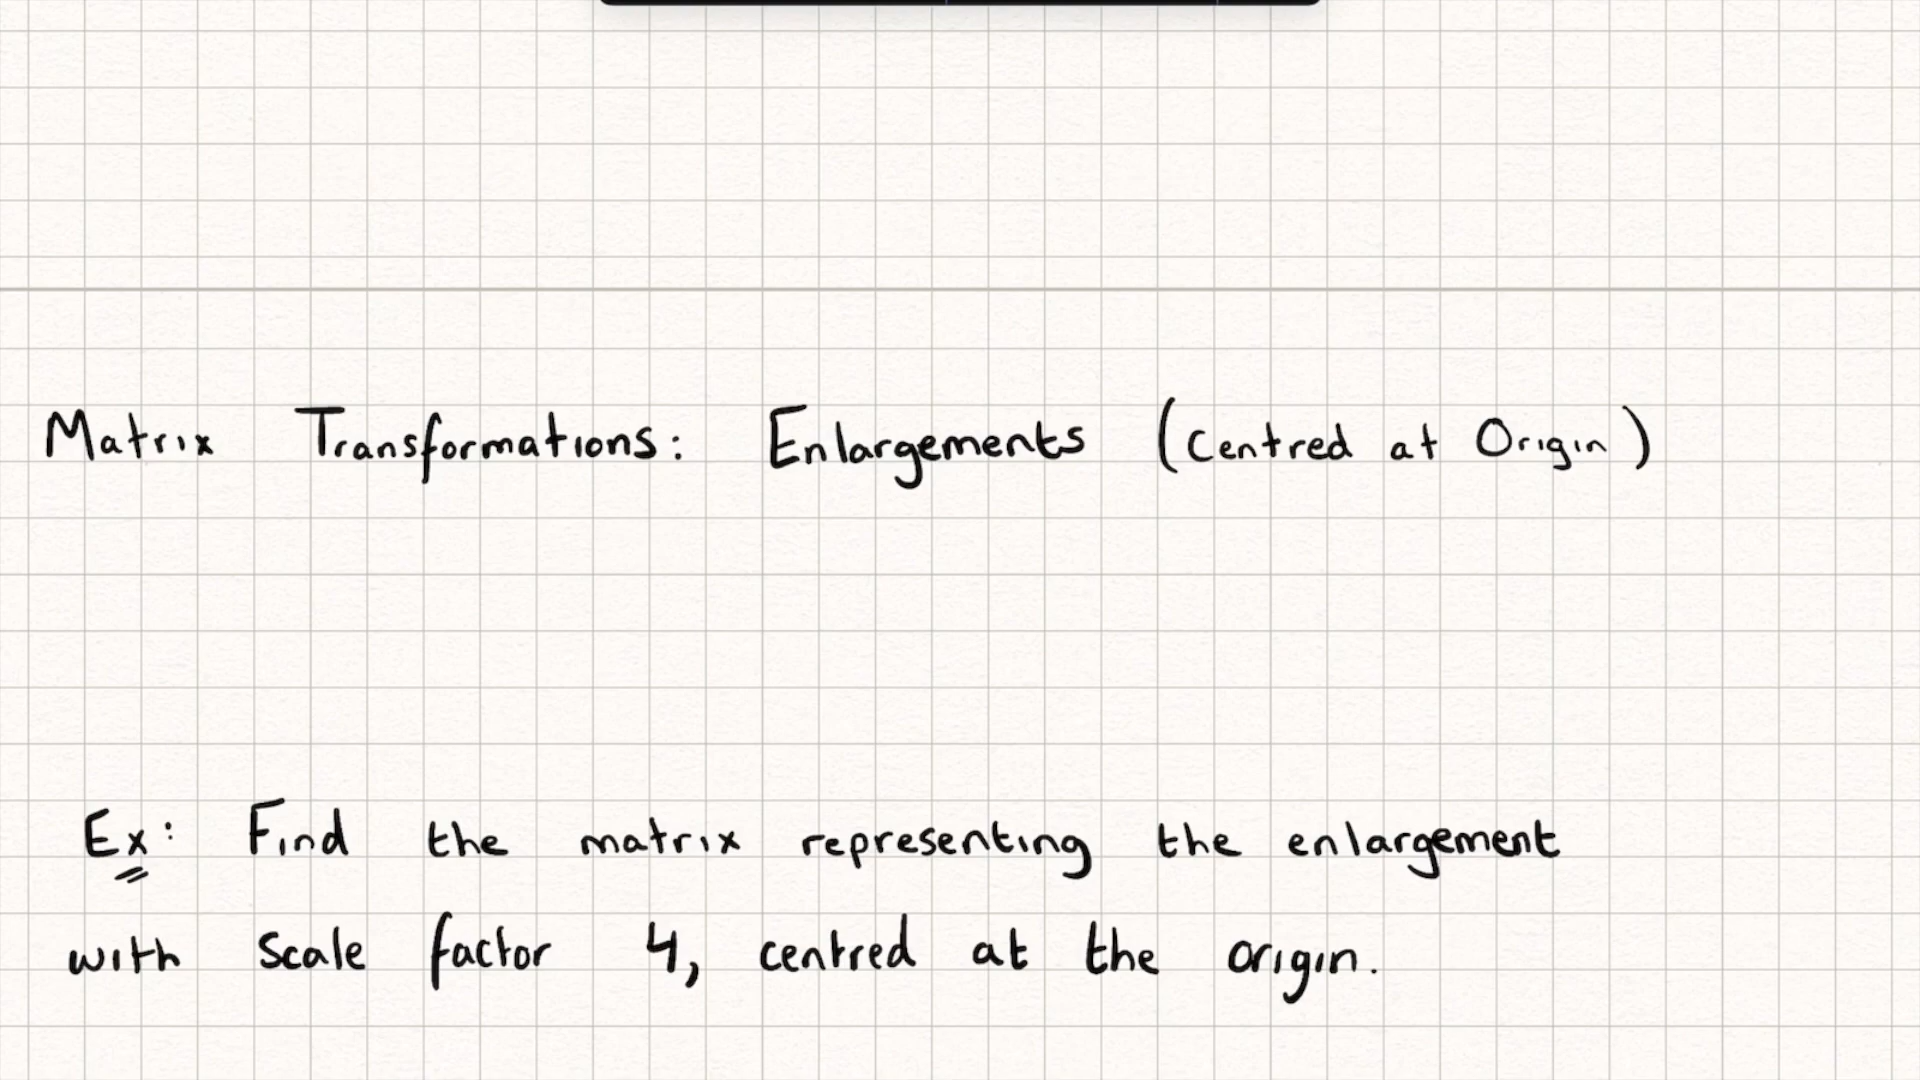 Matrix Transformations: Enlargements (Centred at Origin)
Ex: Find the matrix representing the enlargement
with scale factor 4, centred at the origin.